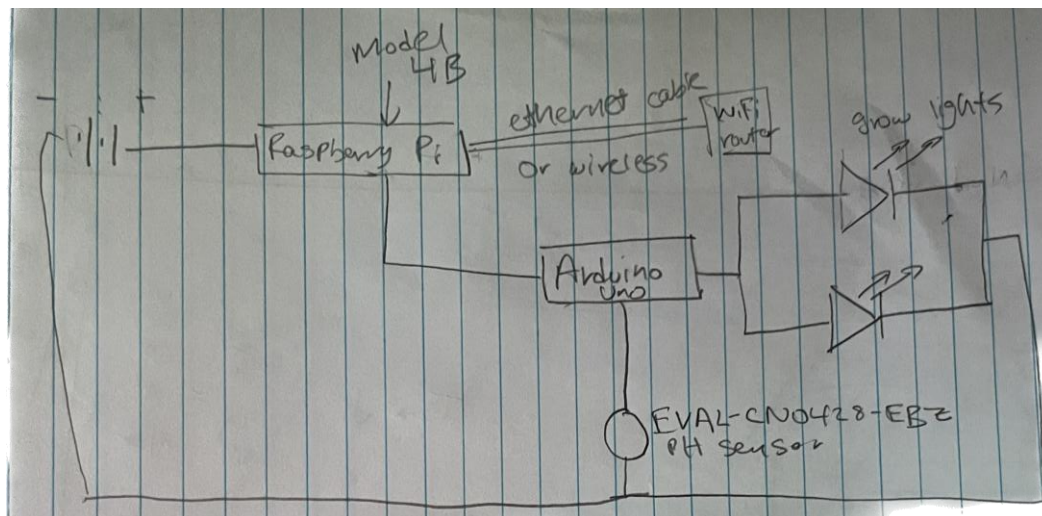 Model
4B
- +
Raspberry Pi
ethernet cable
or wireless
WiFi
router
grow lights
Arduino
uno
EVAL-CN0428-EBZ
PH sensor